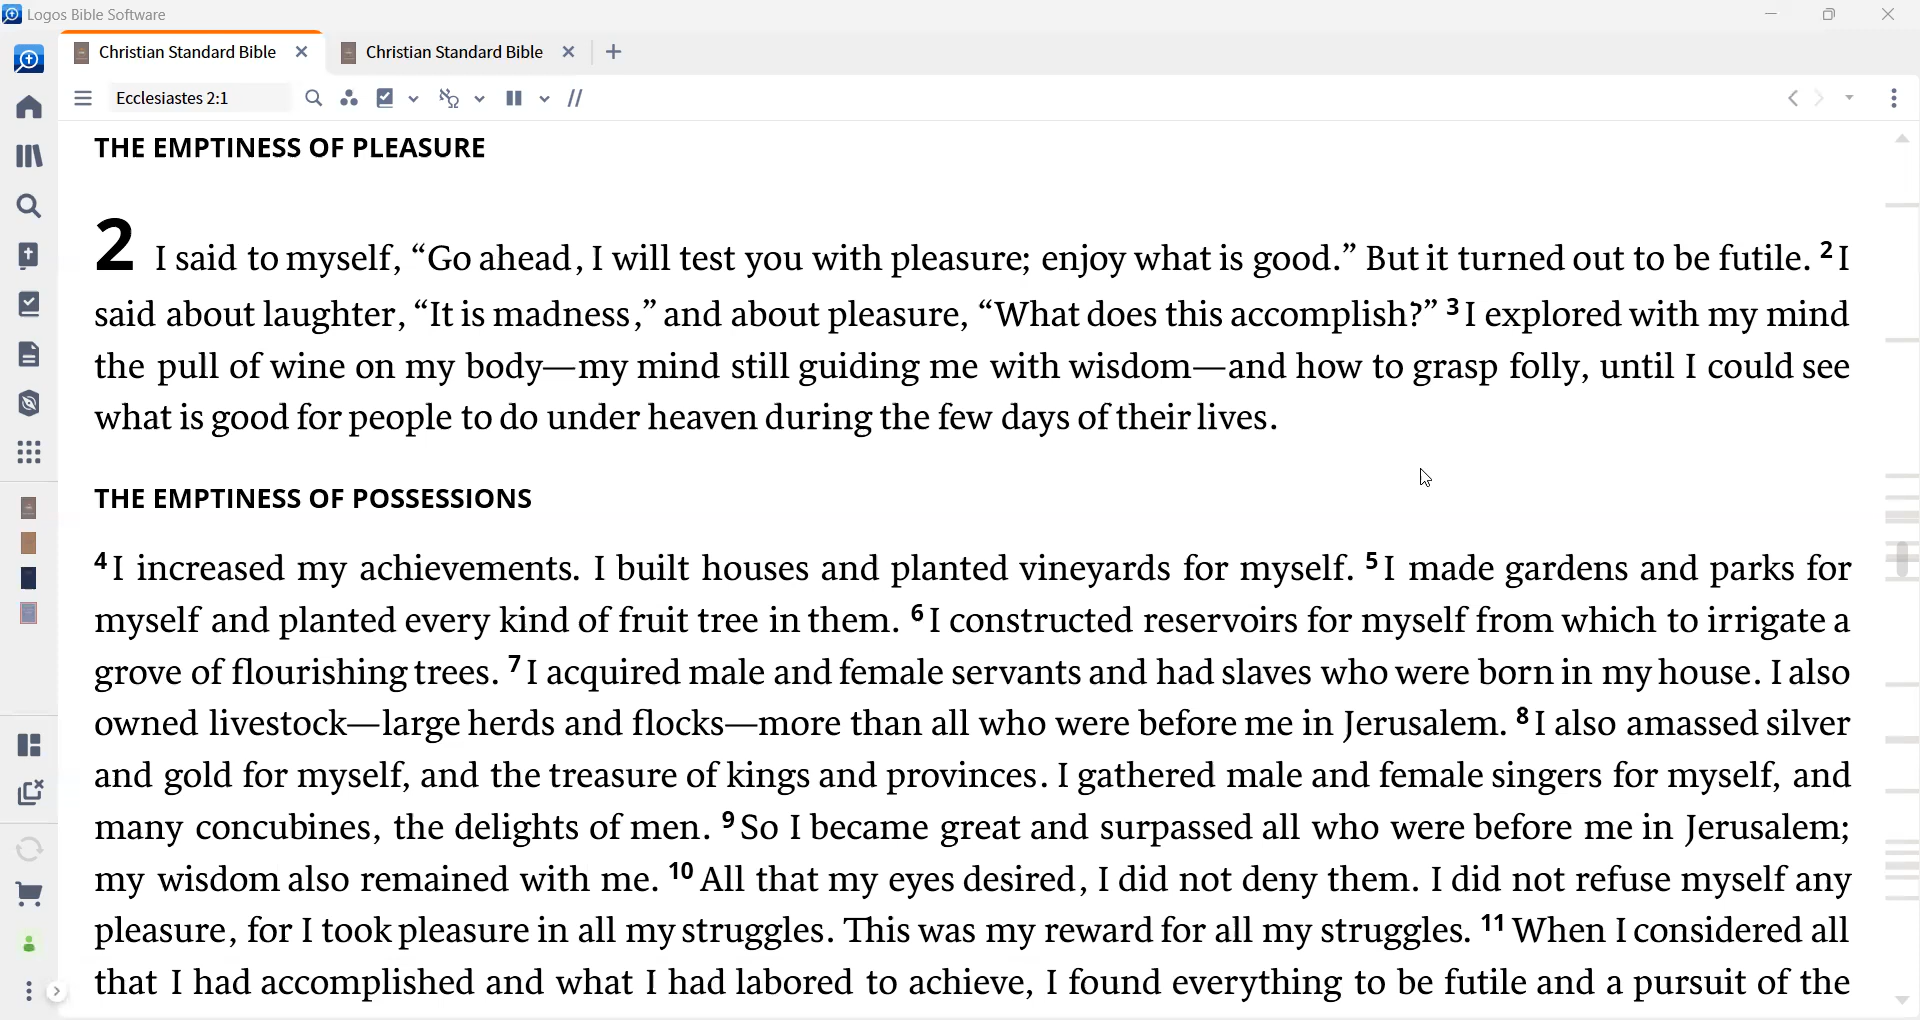 Logos Bible Software
Christian Standard Bible
Christian Standard Bible
Ecclesiastes 2:1
THE EMPTINESS OF PLEASURE
2 I said to myself, “Go ahead, I will test you with pleasure; enjoy what is good.” But it turned out to be futile. 2 I
said about laughter, “It is madness,” and about pleasure, “What does this accomplish?” 3 I explored with my mind
the pull of wine on my body—my mind still guiding me with wisdom—and how to grasp folly, until I could see
what is good for people to do under heaven during the few days of their lives.
THE EMPTINESS OF POSSESSIONS
4 I increased my achievements. I built houses and planted vineyards for myself. 5 I made gardens and parks for
myself and planted every kind of fruit tree in them. 6 I constructed reservoirs for myself from which to irrigate a
grove of flourishing trees. 7 I acquired male and female servants and had slaves who were born in my house. I also
owned livestock—large herds and flocks—more than all who were before me in Jerusalem. 8 I also amassed silver
and gold for myself, and the treasure of kings and provinces. I gathered male and female singers for myself, and
many concubines, the delights of men. 9 So I became great and surpassed all who were before me in Jerusalem;
my wisdom also remained with me. 10 All that my eyes desired, I did not deny them. I did not refuse myself any
pleasure, for I took pleasure in all my struggles. This was my reward for all my struggles. 11 When I considered all
that I had accomplished and what I had labored to achieve, I found everything to be futile and a pursuit of the